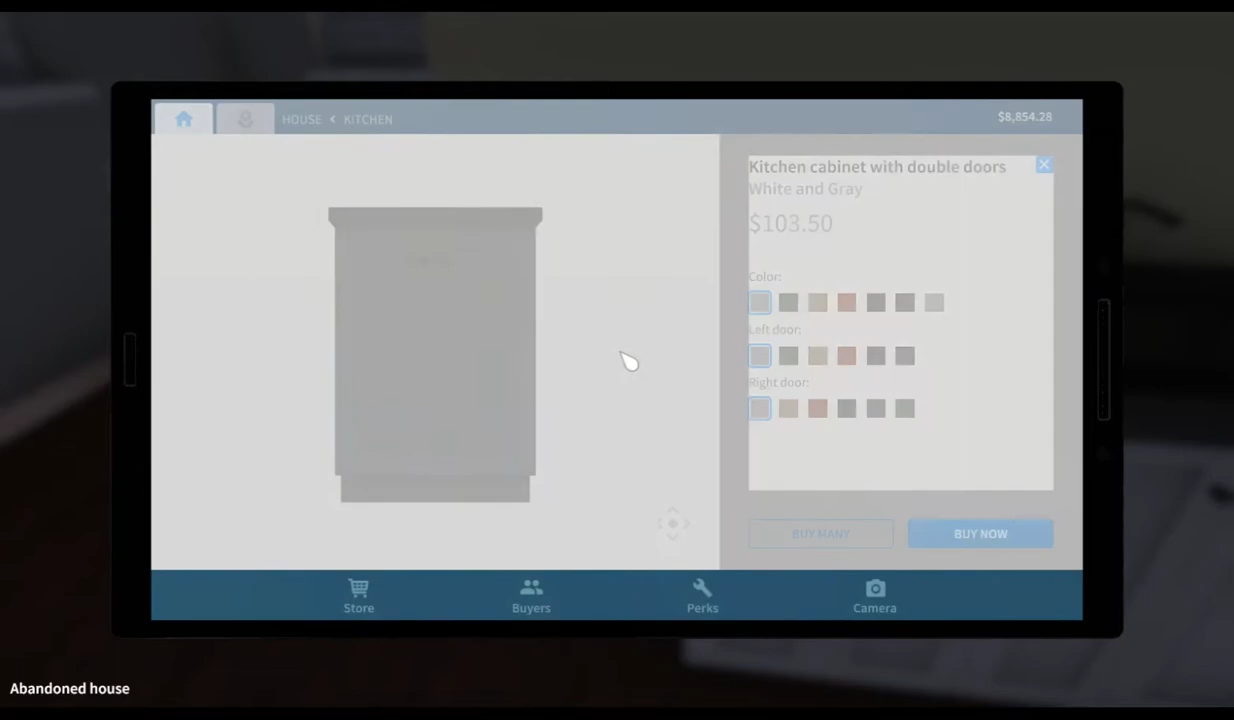 HOUSE < KITCHEN
$8,854.28
Kitchen cabinet with double doors
White and Gray
$103.50
Color:
Left door:
Right door:
BUY MANY
BUY NOW
Store
Buyers
Perks
Camera
Abandoned house